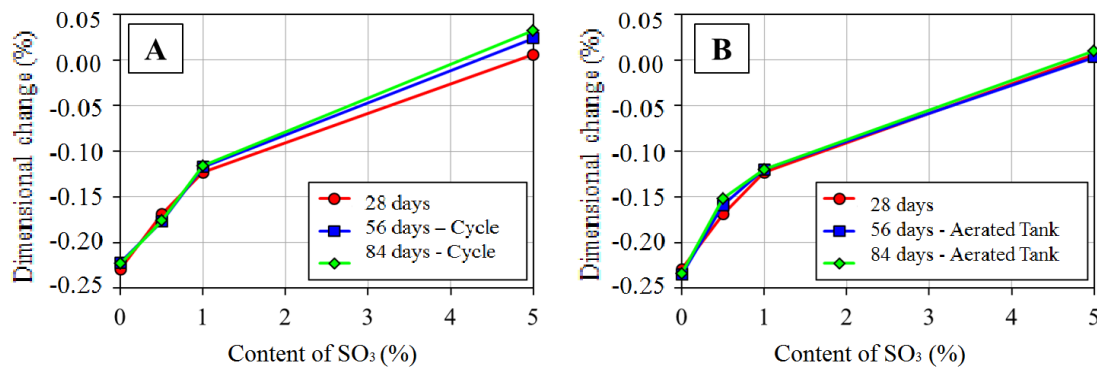 A
Dimensional change (%)
0.05
0.00
-0.05
-0.10
-0.15
-0.20
-0.25
28 days
56 days – Cycle
84 days - Cycle
0 1 2 3 4 5
Content of SO₃ (%)
B
Dimensional change (%)
0.05
0.00
-0.05
-0.10
-0.15
-0.20
-0.25
28 days
56 days - Aerated Tank
84 days - Aerated Tank
0 1 2 3 4 5
Content of SO₃ (%)